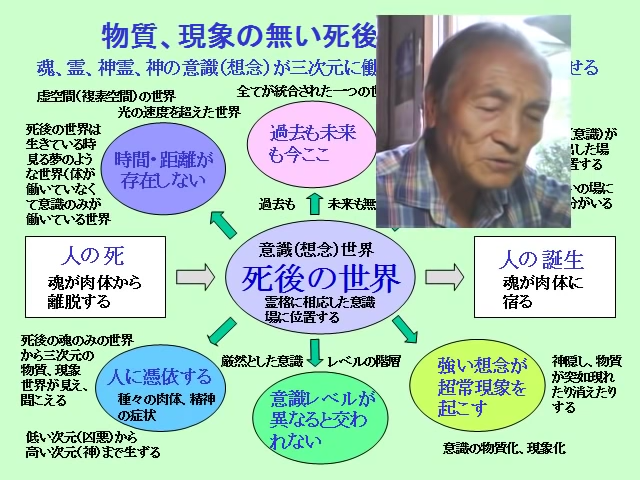 物質、現象の無い死後
魂、霊、神霊、神の意識（想念）が三次元に働
せる
虚空間（複素空間）の世界
全てが統合された一つの世
光の速度を超えた世界
死後の世界は
生きている時
見る夢のよう
な世界（体が
働いていなく
て意識のみが
働いている世界
時間・距離が
存在しない
過去も未来
も今ここ
（意識）が
した場
置する
の場に
分がいる
過去も
未来も無
人の死
魂が肉体から
離脱する
意識（想念）世界
死後の世界
霊格に相応した意識
場に位置する
人の誕生
魂が肉体に
宿る
死後の魂のみの世界
から三次元の
物質、現象
世界が見え、
聞こえる
人に憑依する
種々の肉体、精神
の症状
低い次元（凶悪）から
高い次元（神）まで生ずる
厳然とした意識
レベルの階層
意識レベルが
異なると交わ
れない
強い想念が
超常現象を
起こす
神隠し、物質
が突如現れ
たり消えたり
する
意識の物質化、現象化